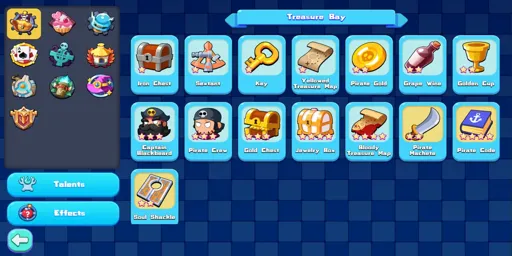 Treasure Bay
Iron Chest
Sextant
Key
Yellowed
Treasure Map
Pirate Gold
Grape Wine
Golden Cup
Captain
Blackbeard
Pirate Crew
Gold Chest
Jewelry Box
Bloody
Treasure Map
Pirate
Machete
Pirate Code
Soul Shackle
Talents
Effects